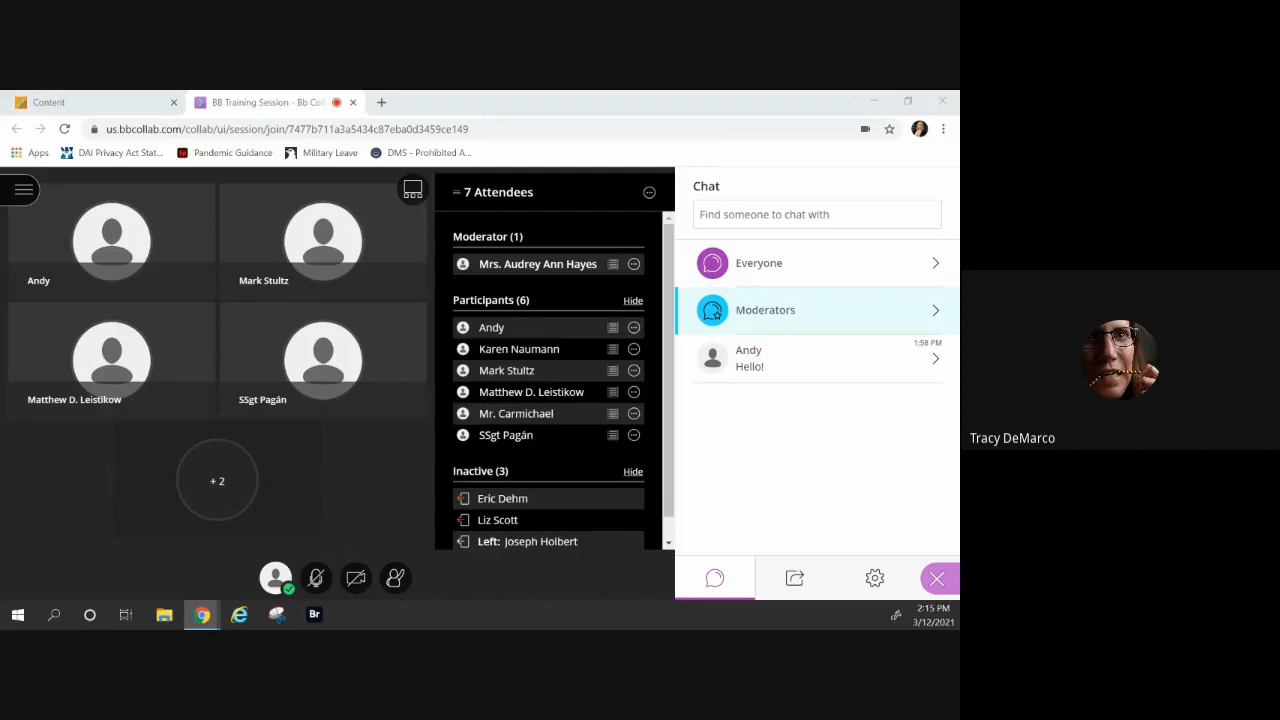 Content
BB Training Session - Bb Coll
us.bbcollab.com/collab/ui/session/join/7477b711a3a5434c87eba0d3459ce149
Apps
DAI Privacy Act Stat...
Pandemic Guidance
Military Leave
DMS - Prohibited A...
Andy
Mark Stultz
Matthew D. Leistikow
SSgt Pagán
+ 2
7 Attendees
Moderator (1)
Mrs. Audrey Ann Hayes
Participants (6) Hide
Andy
Karen Naumann
Mark Stultz
Matthew D. Leistikow
Mr. Carmichael
SSgt Pagán
Inactive (3) Hide
Eric Dehm
Liz Scott
Left: Joseph Holbert
Chat
Find someone to chat with
Everyone
Moderators
Andy 1:58 PM
Hello!
Br
2:15 PM
3/12/2021
Tracy DeMarco